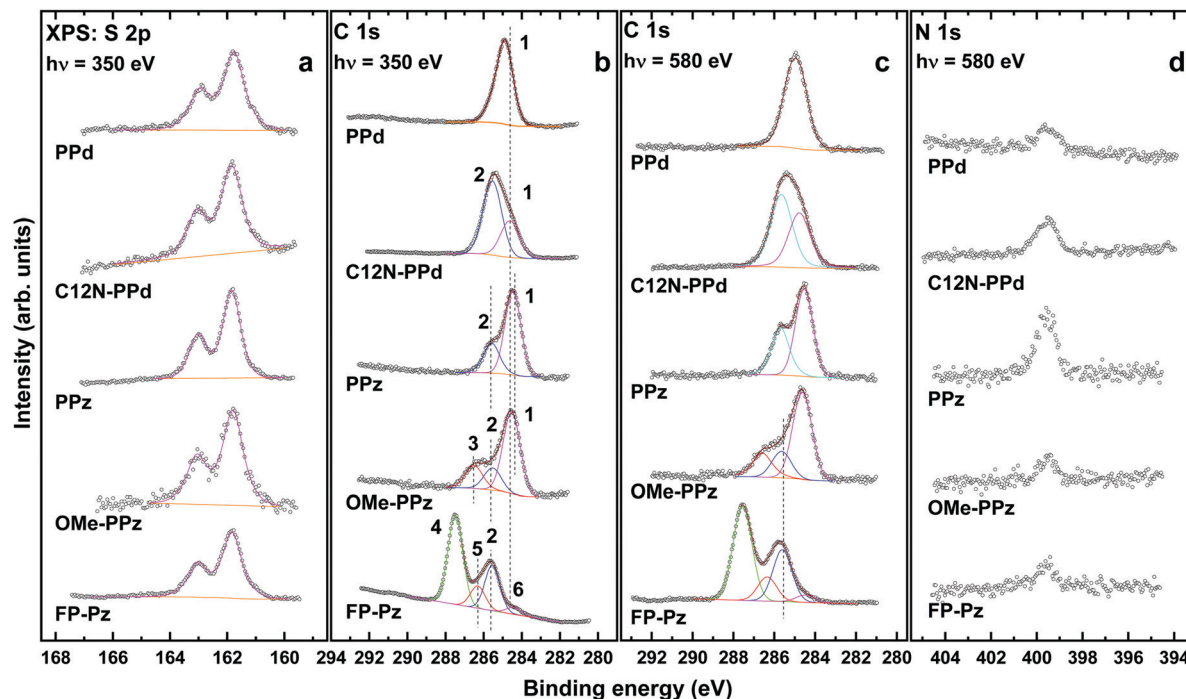 XPS: S 2p
hν = 350 eV
a
PPd
C12N-PPd
PPz
OMe-PPz
FP-Pz
168 166 164 162 160
C 1s
hν = 350 eV
b
1
PPd
2 1
C12N-PPd
2 1
PPz
3 2 1
OMe-PPz
4 5 2 6
FP-Pz
294 292 290 288 286 284 282 280
C 1s
hν = 580 eV
c
PPd
C12N-PPd
PPz
OMe-PPz
FP-Pz
292 290 288 286 284 282 280
N 1s
hν = 580 eV
d
PPd
C12N-PPd
PPz
OMe-PPz
FP-Pz
404 402 400 398 396 394
Intensity (arb. units)
Binding energy (eV)